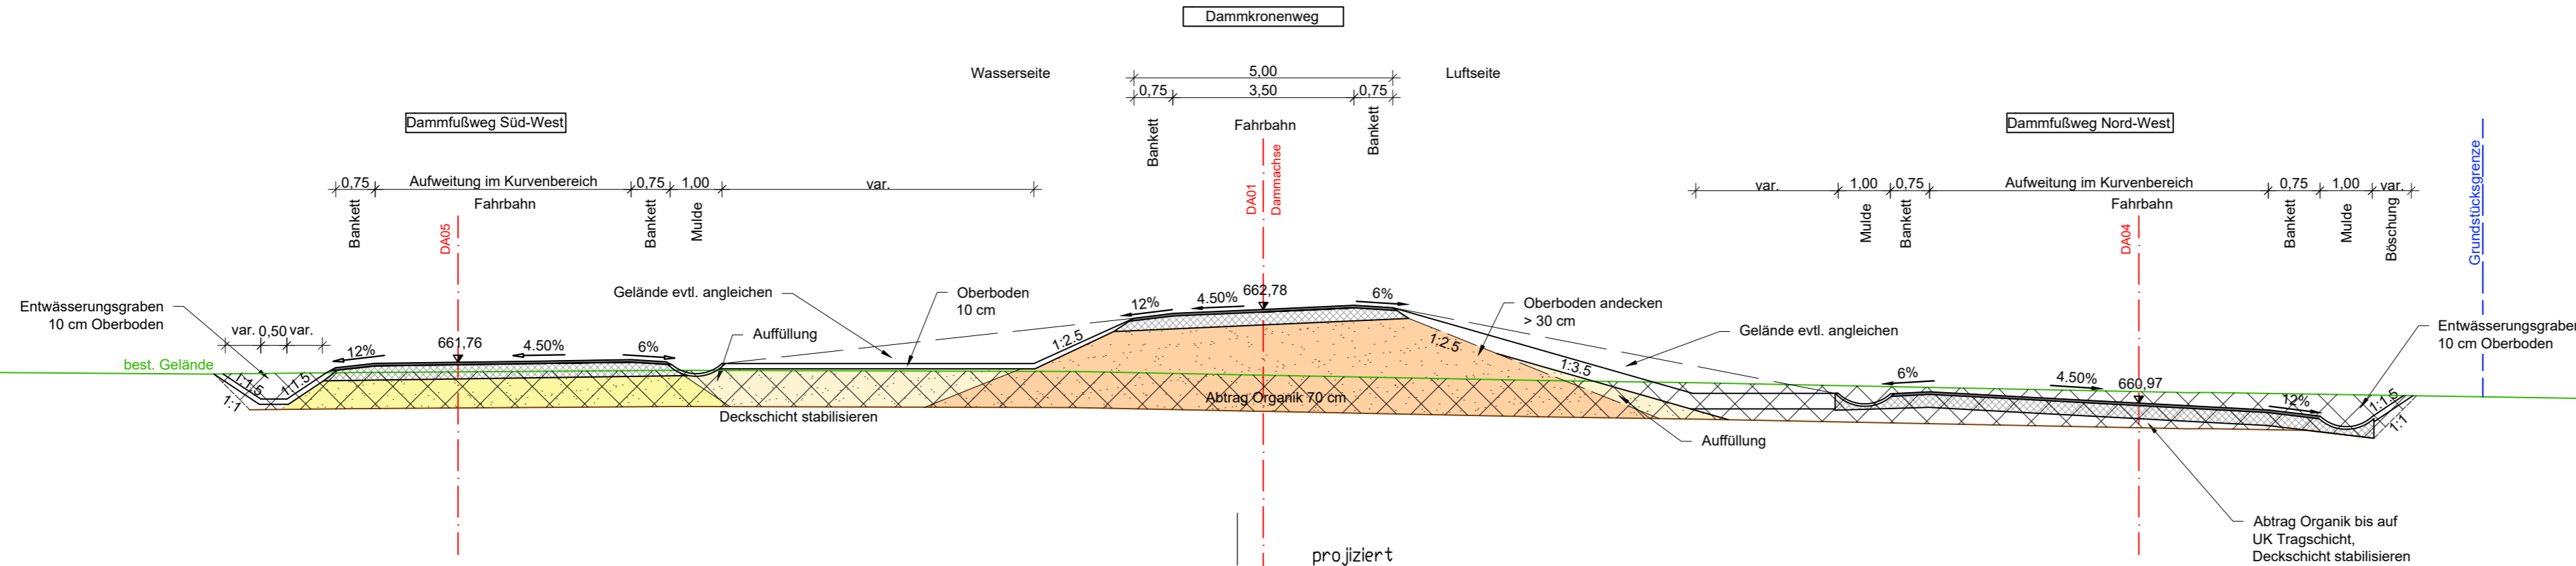 Dammkronenweg
Wasserseite
5,00
Luftseite
0,75
3,50
0,75
Bankett
Fahrbahn
Bankett
DA01
Dammachse
Dammfußweg Süd-West
0,75
Aufweitung im Kurvenbereich
0,75
1,00
var.
Bankett
Fahrbahn
Bankett
Mulde
DA05
Dammfußweg Nord-West
var.
1,00
0,75
Aufweitung im Kurvenbereich
0,75
1,00
var.
Mulde
Bankett
Fahrbahn
Bankett
Mulde
Böschung
DA04
Grundstücksgrenze
Entwässerungsgraben
10 cm Oberboden
var.
0,50
var.
best. Gelände
1:1.5
1:1
1:1.5
12%
661,76
4.50%
6%
Gelände evtl. angleichen
Auffüllung
Oberboden
10 cm
1:2.5
12%
4.50%
662,78
6%
1:2.5
Oberboden andecken
> 30 cm
1:3.5
Gelände evtl. angleichen
Abtrag Organik 70 cm
Deckschicht stabilisieren
Auffüllung
6%
4.50%
660,97
12%
1:1.5
1:1
Entwässerungsgraben
10 cm Oberboden
Abtrag Organik bis auf
UK Tragschicht,
Deckschicht stabilisieren
projiziert